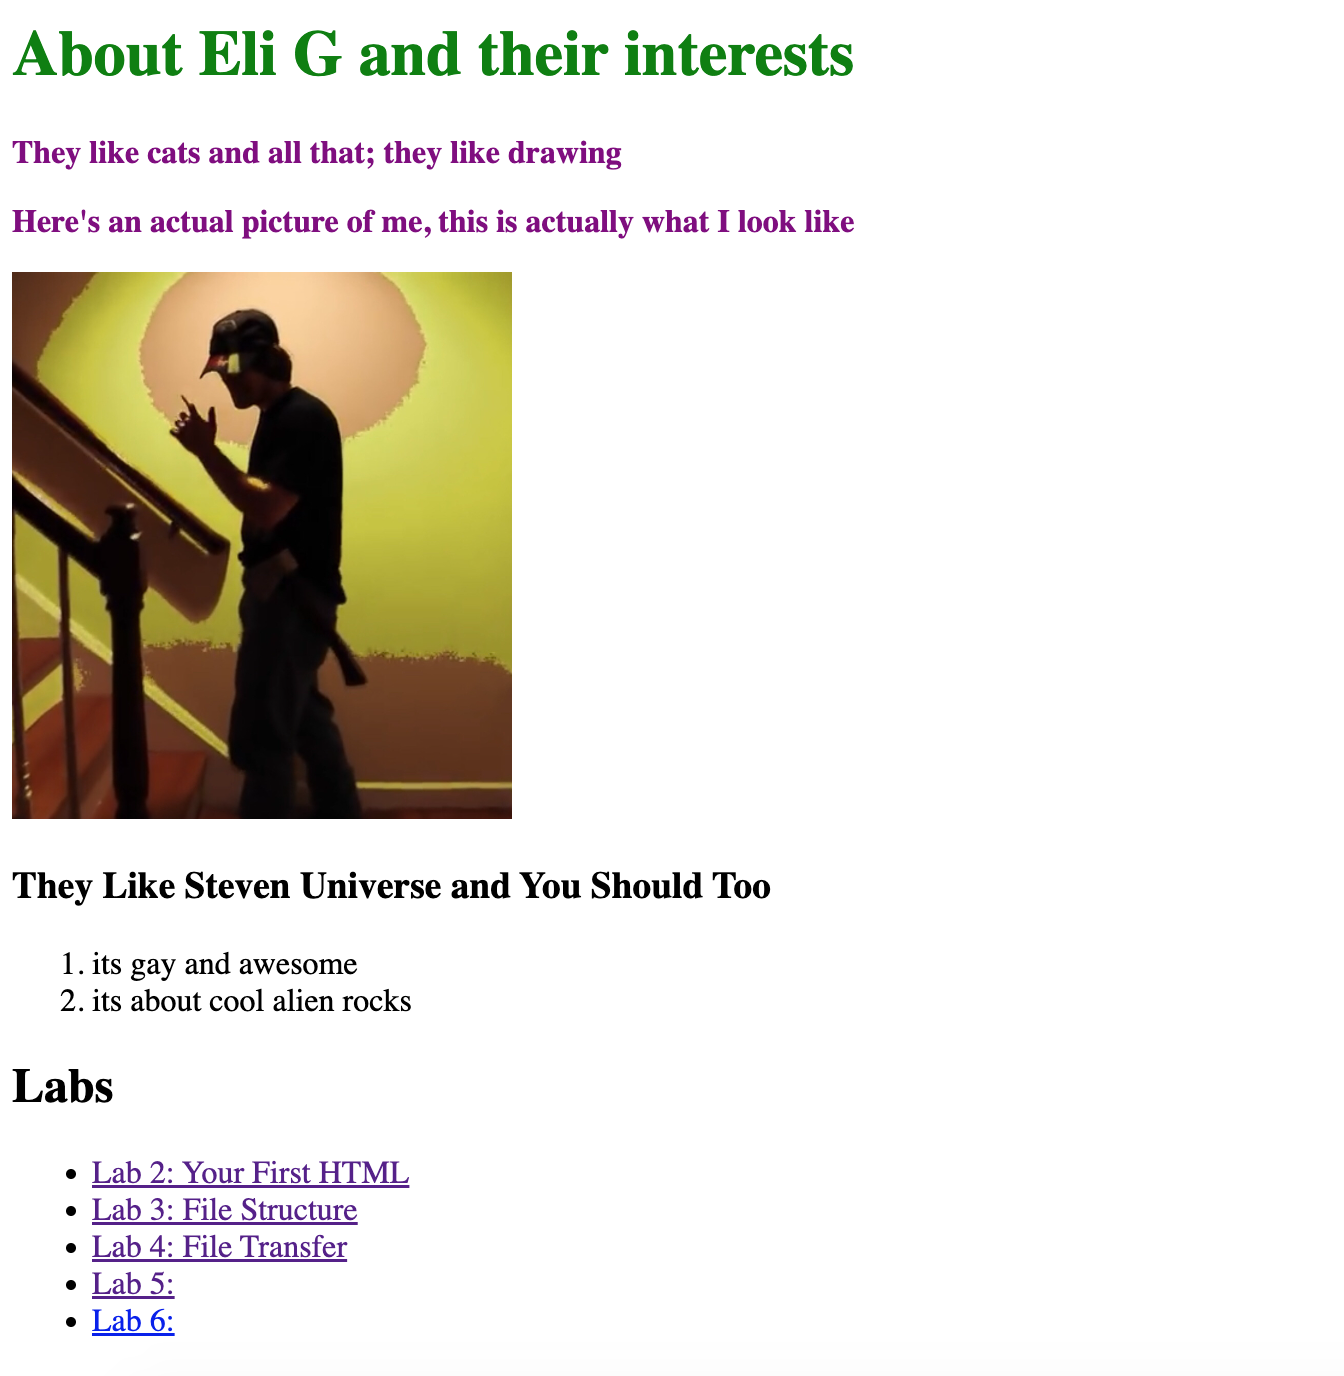 About Eli G and their interests
They like cats and all that; they like drawing
Here's an actual picture of me, this is actually what I look like
They Like Steven Universe and You Should Too
1. its gay and awesome
2. its about cool alien rocks
Labs
• Lab 2: Your First HTML
• Lab 3: File Structure
• Lab 4: File Transfer
• Lab 5:
• Lab 6: